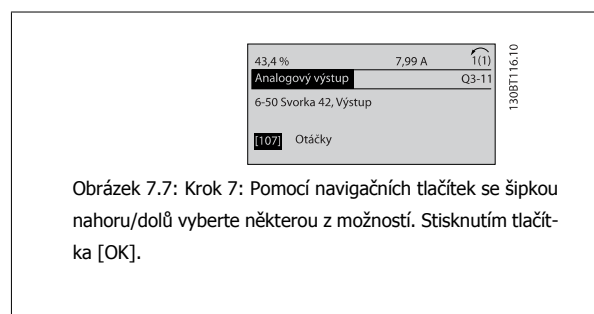 43,4 % 7,99 A 1(1)
Analogový výstup Q3-11
6-50 Svorka 42, Výstup
[107] Otáčky
130BT116.10
Obrázek 7.7: Krok 7: Pomocí navigačních tlačítek se šipkou
nahoru/dolů vyberte některou z možností. Stisknutím tlačít-
ka [OK].